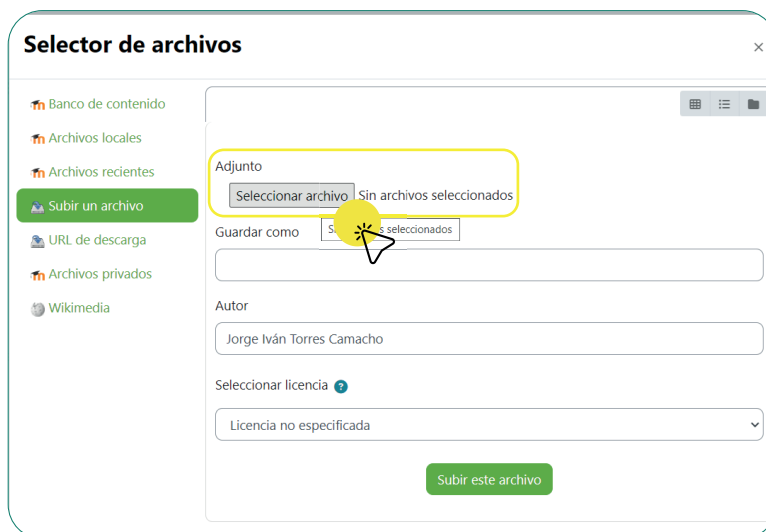 Selector de archivos
Banco de contenido
Archivos locales
Archivos recientes
Subir un archivo
URL de descarga
Archivos privados
Wikimedia
Adjunto
Seleccionar archivo Sin archivos seleccionados
Guardar como
seleccionados
Autor
Jorge Iván Torres Camacho
Seleccionar licencia ?
Licencia no especificada
Subir este archivo